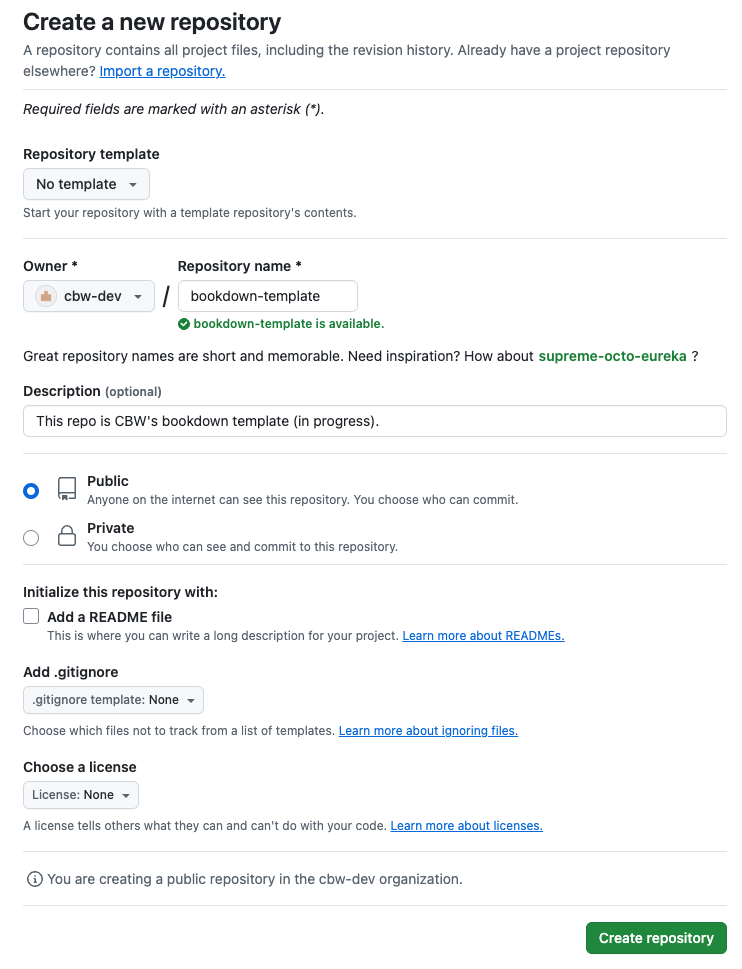 Create a new repository
A repository contains all project files, including the revision history. Already have a project repository
elsewhere? Import a repository.
Required fields are marked with an asterisk (*).
Repository template
No template
Start your repository with a template repository's contents.
Owner * Repository name *
cbw-dev / bookdown-template
bookdown-template is available.
Great repository names are short and memorable. Need inspiration? How about supreme-octo-eureka ?
Description (optional)
This repo is CBW's bookdown template (in progress).
Public
Anyone on the internet can see this repository. You choose who can commit.
Private
You choose who can see and commit to this repository.
Initialize this repository with:
Add a README file
This is where you can write a long description for your project. Learn more about READMEs.
Add .gitignore
.gitignore template: None
Choose which files not to track from a list of templates. Learn more about ignoring files.
Choose a license
License: None
A license tells others what they can and can't do with your code. Learn more about licenses.
You are creating a public repository in the cbw-dev organization.
Create repository